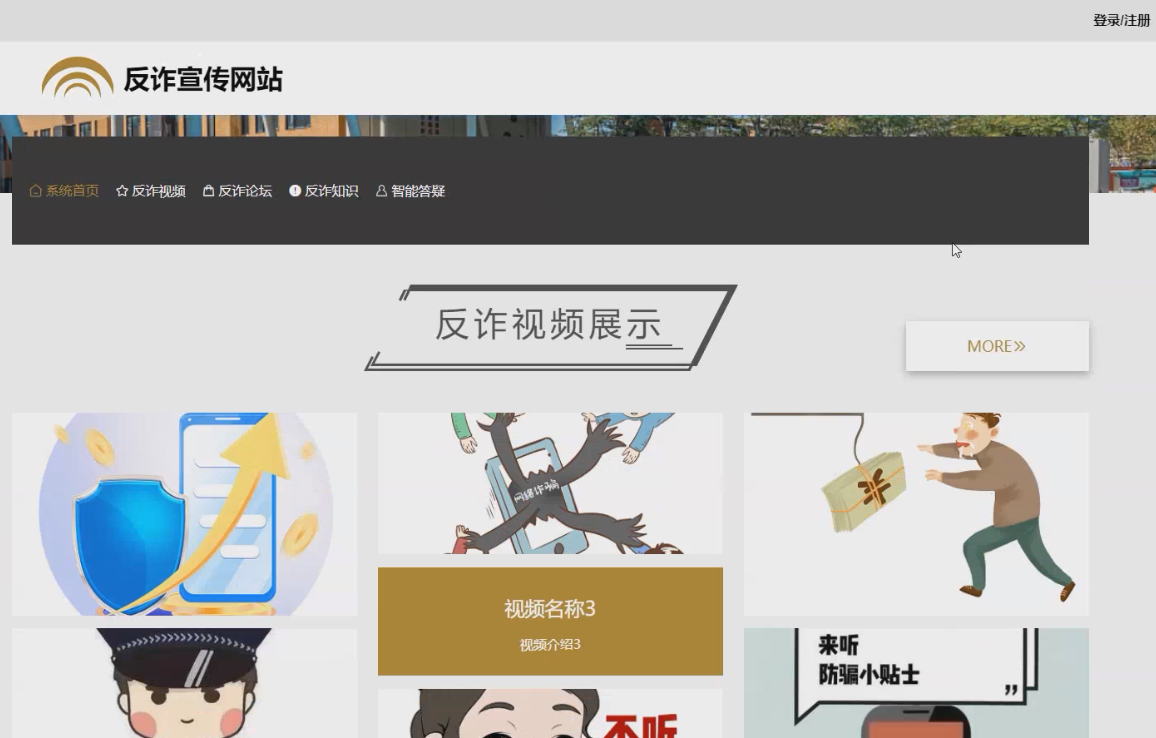 登录/注册
反诈宣传网站
系统首页 反诈视频 反诈论坛 反诈知识 智能答疑
反诈视频展示
MORE
网络诈骗
视频名称3
视频介绍3
来听
防骗小贴士
不听